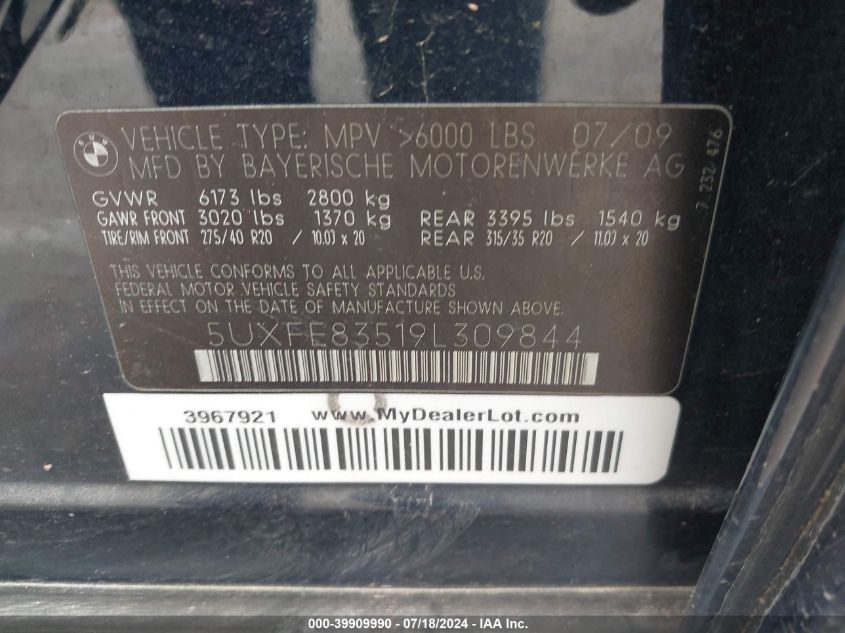 BMW
VEHICLE TYPE: MPV >6000 LBS 07/09
MFD BY BAYERISCHE MOTORENWERKE AG
GVWR 6173 lbs 2800 kg
GAWR FRONT 3020 lbs 1370 kg REAR 3395 lbs 1540 kg
TIRE/RIM FRONT 275/40 R20 / 10.0J x 20 REAR 315/35 R20 / 11.0J x 20
THIS VEHICLE CONFORMS TO ALL APPLICABLE U.S.
FEDERAL MOTOR VEHICLE SAFETY STANDARDS
IN EFFECT ON THE DATE OF MANUFACTURE SHOWN ABOVE.
5UXFE83519L309844
7 232 476
3967921 www.MyDealerLot.com
000-39909990 - 07/18/2024 - IAA Inc.